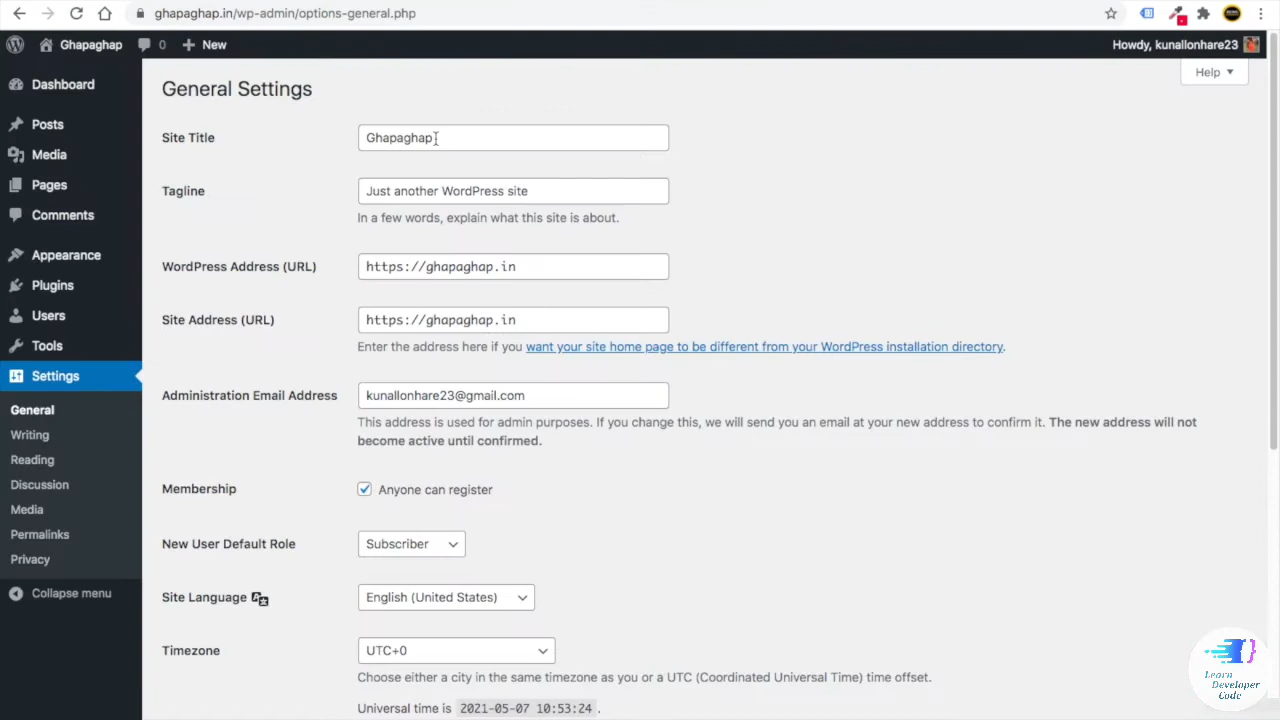 ghapaghap.in/wp-admin/options-general.php
Ghapaghap 0 New Howdy, kunallonhare23
Help
Dashboard
Posts
Media
Pages
Comments
Appearance
Plugins
Users
Tools
Settings
General
Writing
Reading
Discussion
Media
Permalinks
Privacy
Collapse menu
General Settings
Site Title Ghapaghap
Tagline Just another WordPress site
In a few words, explain what this site is about.
WordPress Address (URL) https://ghapaghap.in
Site Address (URL) https://ghapaghap.in
Enter the address here if you want your site home page to be different from your WordPress installation directory.
Administration Email Address kunallonhare23@gmail.com
This address is used for admin purposes. If you change this, we will send you an email at your new address to confirm it. The new address will not
become active until confirmed.
Membership Anyone can register
New User Default Role Subscriber
Site Language English (United States)
Timezone UTC+0
Choose either a city in the same timezone as you or a UTC (Coordinated Universal Time) time offset.
Universal time is 2021-05-07 10:53:24 .
Learn
Developer
Code